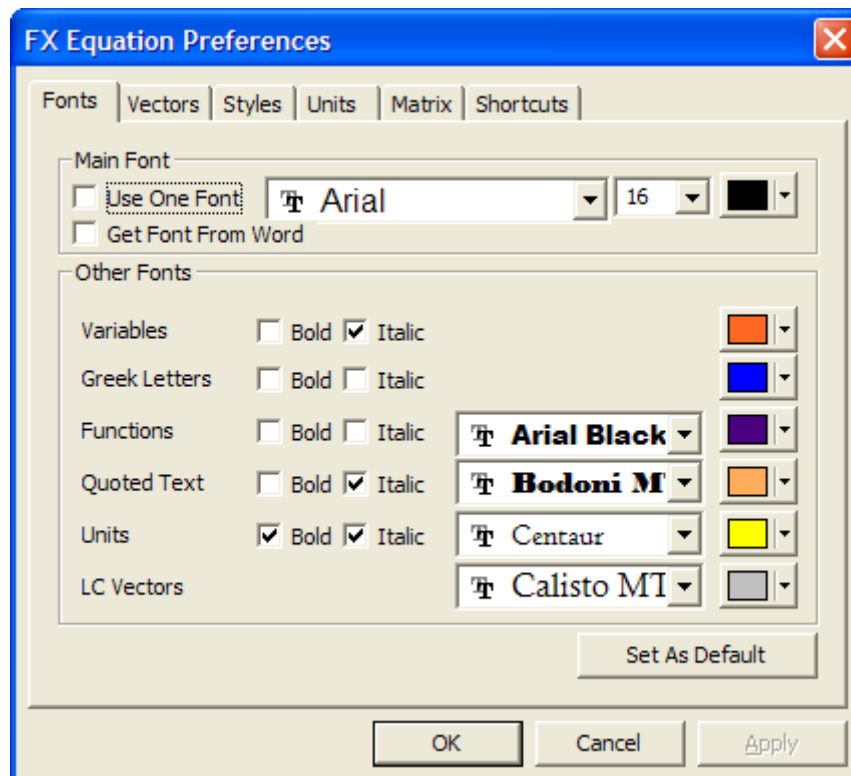 FX Equation Preferences
Fonts Vectors Styles Units Matrix Shortcuts
Main Font
Use One Font Arial 16
Get Font From Word
Other Fonts
Variables Bold Italic
Greek Letters Bold Italic
Functions Bold Italic Arial Black
Quoted Text Bold Italic Bodoni M
Units Bold Italic Centaur
LC Vectors Calisto MT
Set As Default
OK Cancel Apply